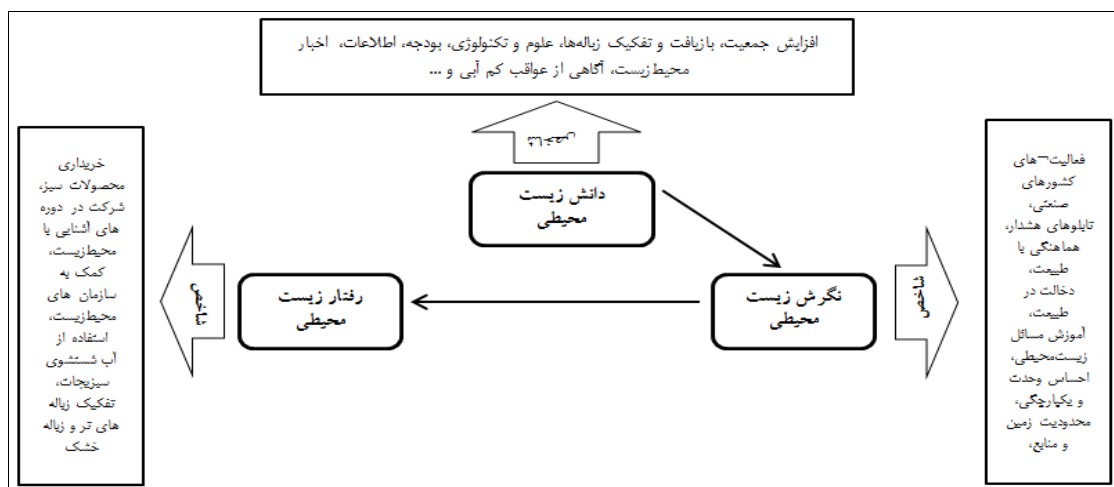 افزایش جمعیت، بازیافت و تفکیک زباله‌ها، علوم و تکنولوژی، بودجه، اطلاعات، اخبار
محیط‌زیست، آگاهی از عواقب کم آبی و ...
شاخص
دانش زیست
محیطی
فعالیت¬های
کشورهای
صنعتی،
تابلوهای هشدار،
هماهنگی با
طبیعت،
دخالت در
طبیعت،
آموزش مسائل
زیست‌محیطی،
احساس وحدت
و یکپارچگی،
محدودیت زمین
و منابع،
شاخص
نگرش زیست
محیطی
رفتار زیست
محیطی
شاخص
خریداری
محصولات سبز،
شرکت در دوره
های آشنایی با
محیط‌زیست،
کمک به
سازمان های
محیط‌زیست،
استفاده از
آب شستشوی
سبزیجات،
تفکیک زباله
های تر و زباله
خشک